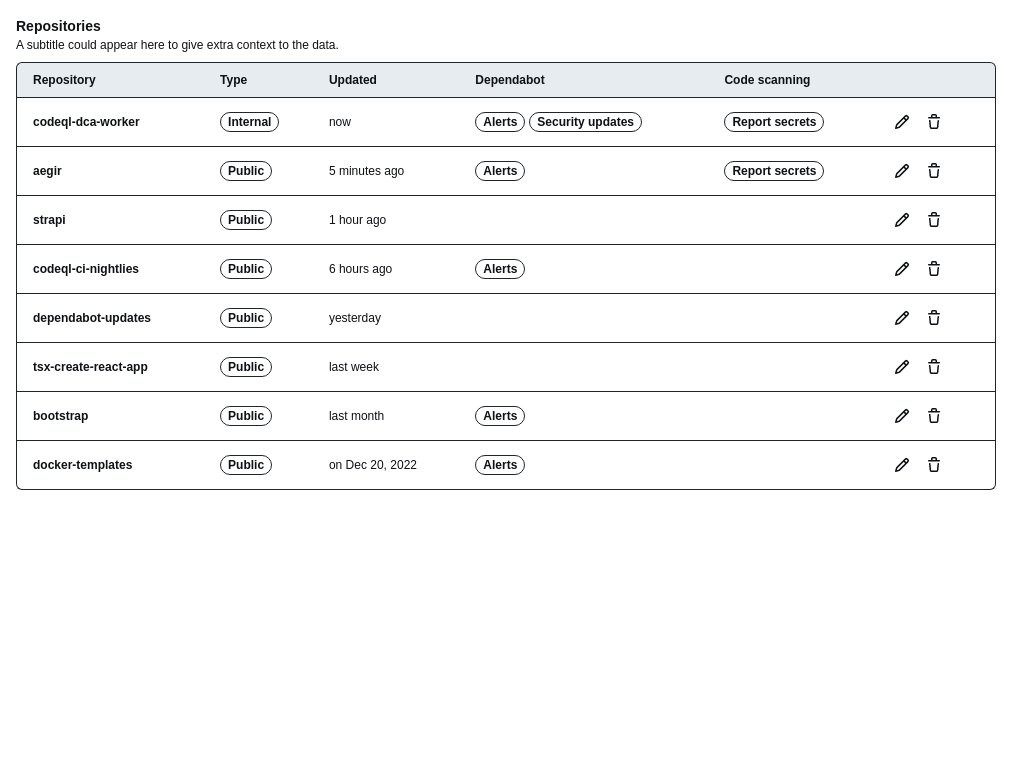 Repositories
A subtitle could appear here to give extra context to the data.
Repository Type Updated Dependabot Code scanning
codeql-dca-worker Internal now Alerts Security updates Report secrets
aegir Public 5 minutes ago Alerts Report secrets
strapi Public 1 hour ago
codeql-ci-nightlies Public 6 hours ago Alerts
dependabot-updates Public yesterday
tsx-create-react-app Public last week
bootstrap Public last month Alerts
docker-templates Public on Dec 20, 2022 Alerts